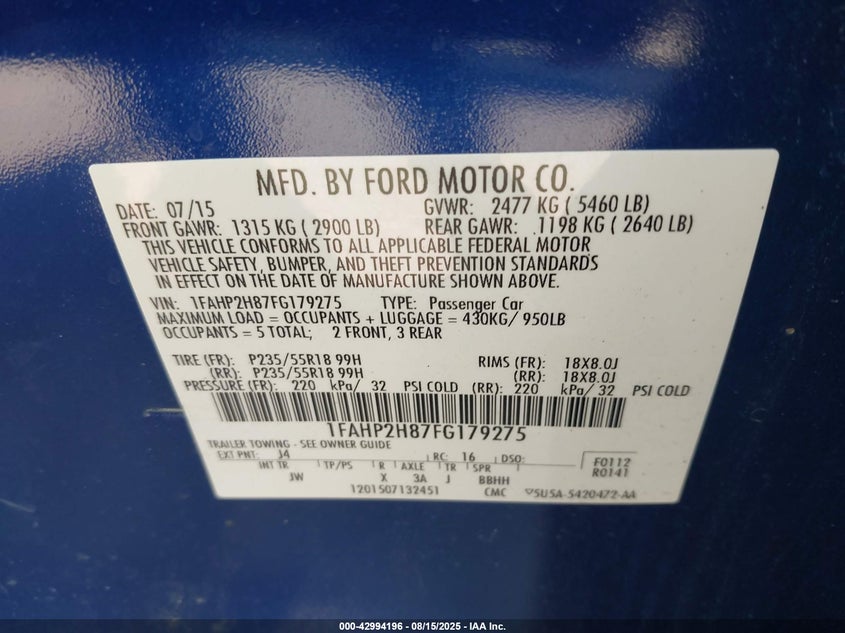 MFD. BY FORD MOTOR CO.
DATE: 07/15 GVWR: 2477 KG ( 5460 LB)
FRONT GAWR: 1315 KG ( 2900 LB) REAR GAWR: 1198 KG ( 2640 LB)
THIS VEHICLE CONFORMS TO ALL APPLICABLE FEDERAL MOTOR
VEHICLE SAFETY, BUMPER, AND THEFT PREVENTION STANDARDS
IN EFFECT ON THE DATE OF MANUFACTURE SHOWN ABOVE.
VIN: 1FAHP2H87FG179275 TYPE: Passenger Car
MAXIMUM LOAD = OCCUPANTS + LUGGAGE = 430KG/ 950LB
OCCUPANTS = 5 TOTAL; 2 FRONT, 3 REAR
TIRE (FR): P235/55R18 99H RIMS (FR): 18X8.0J
(RR): P235/55R18 99H (RR): 18X8.0J
PRESSURE (FR): 220 kPa/ 32 PSI COLD (RR): 220 kPa/ 32 PSI COLD
1FAHP2H87FG179275
TRAILER TOWING - SEE OWNER GUIDE
EXT PNT: J4 RC: 16 DSO: F0112
R0141
INT TR TP/PS R AXLE TR SPR
JW X 3A J BBHH
1201507132451 CMC 5U5A-5420472-AA
000-42994196 - 08/15/2025 - IAA Inc.